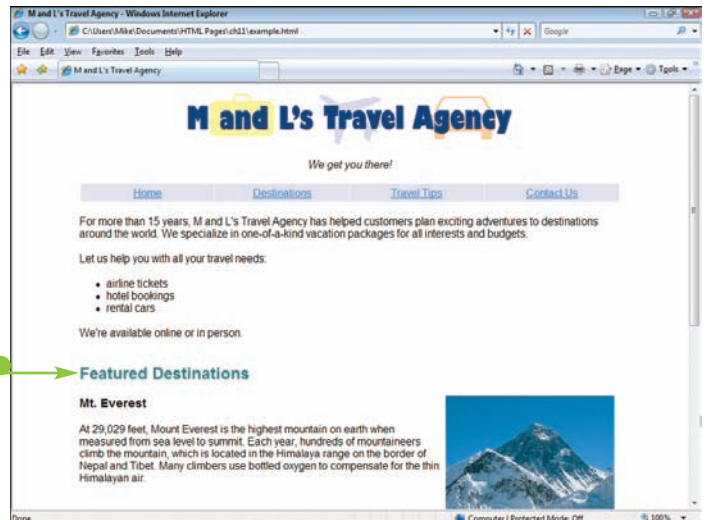 M and L's Travel Agency - Windows Internet Explorer
C:\Users\Mike\Documents\HTML Pages\ch11\example.html
Google
File Edit View Favorites Tools Help
M and L's Travel Agency
Page Tools
M and L's Travel Agency
We get you there!
Home Destinations Travel Tips Contact Us
For more than 15 years, M and L's Travel Agency has helped customers plan exciting adventures to destinations
around the world. We specialize in one-of-a-kind vacation packages for all interests and budgets.
Let us help you with all your travel needs:
• airline tickets
• hotel bookings
• rental cars
We're available online or in person.
Featured Destinations
Mt. Everest
At 29,029 feet, Mount Everest is the highest mountain on earth when
measured from sea level to summit. Each year, hundreds of mountaineers
climb the mountain, which is located in the Himalaya range on the border of
Nepal and Tibet. Many climbers use bottled oxygen to compensate for the thin
Himalayan air.
Done
Computer | Protected Mode: Off
100%